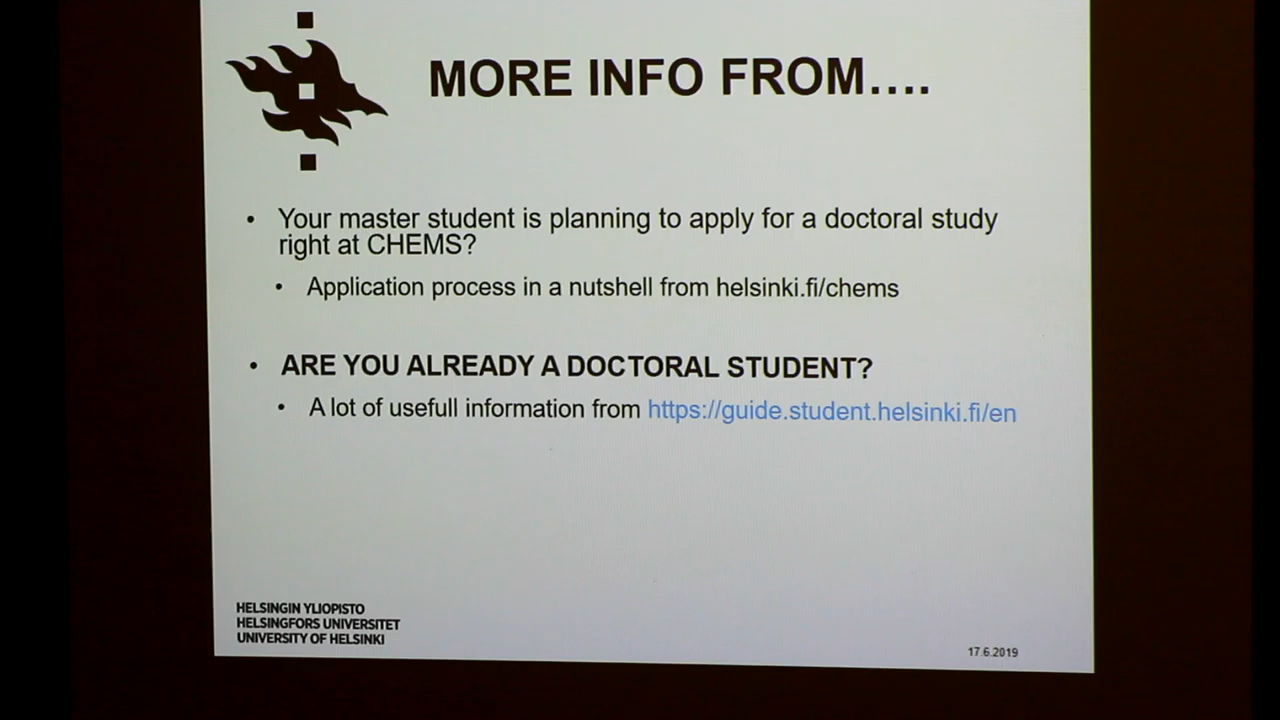 MORE INFO FROM....
• Your master student is planning to apply for a doctoral study
right at CHEMS?
• Application process in a nutshell from helsinki.fi/chems
• ARE YOU ALREADY A DOCTORAL STUDENT?
• A lot of usefull information from https://guide.student.helsinki.fi/en
HELSINGIN YLIOPISTO
HELSINGFORS UNIVERSITET
UNIVERSITY OF HELSINKI
17.6.2019